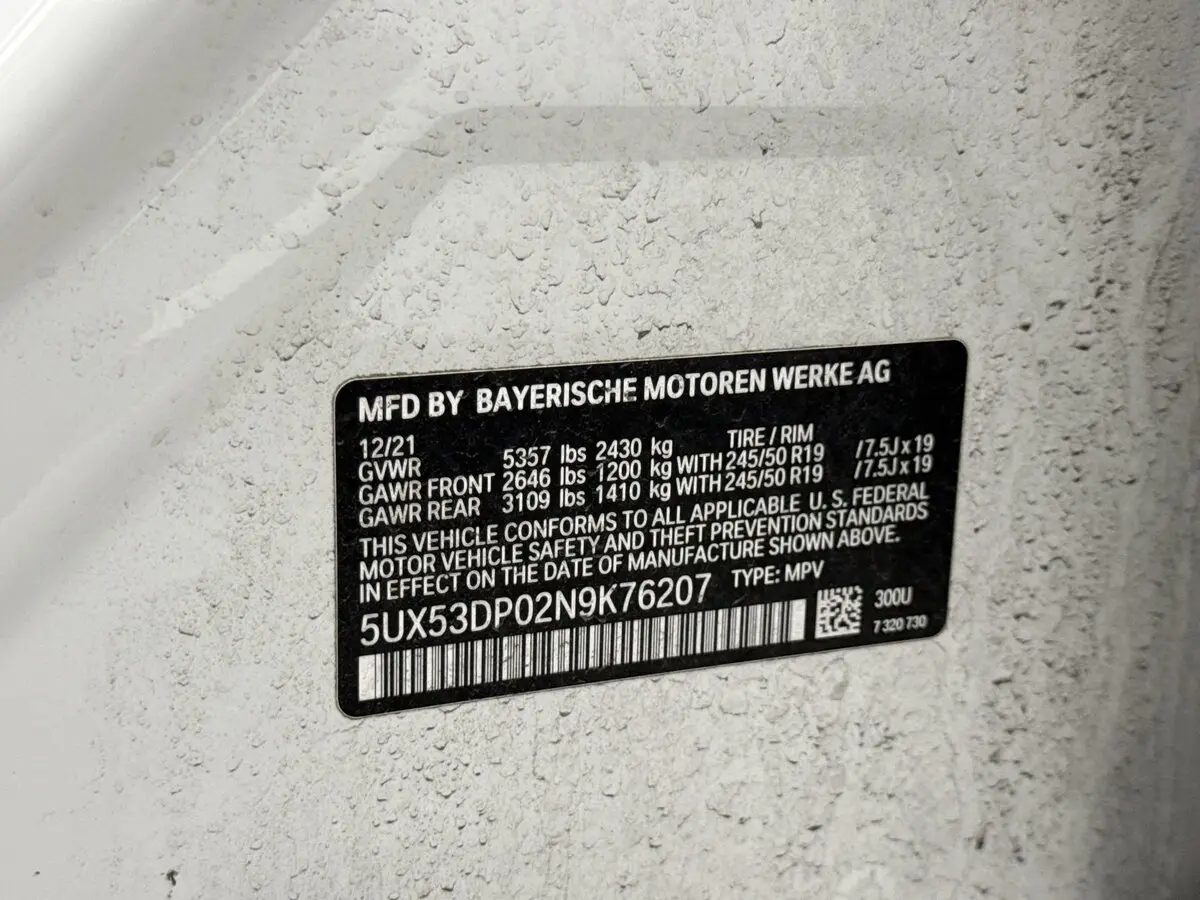 MFD BY BAYERISCHE MOTOREN WERKE AG
12/21 TIRE / RIM
GVWR 5357 lbs 2430 kg
GAWR FRONT 2646 lbs 1200 kg WITH 245/50 R19 /7.5J x 19
GAWR REAR 3109 lbs 1410 kg WITH 245/50 R19 /7.5J x 19
THIS VEHICLE CONFORMS TO ALL APPLICABLE U. S. FEDERAL
MOTOR VEHICLE SAFETY AND THEFT PREVENTION STANDARDS
IN EFFECT ON THE DATE OF MANUFACTURE SHOWN ABOVE.
5UX53DP02N9K76207 TYPE: MPV
300U
7 320 730